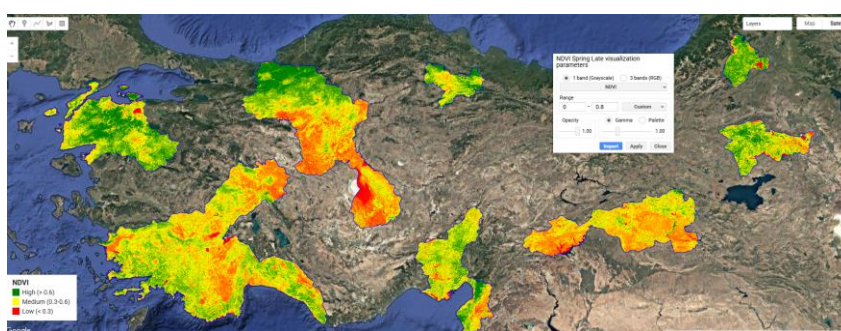 Layers
Map
Sate
NDVI Spring Late visualization
parameters
1 band (Grayscale) 3 bands (RGB)
NDVI
Range
0 – 0.8 Custom
Opacity Gamma Palette
1.00 1.00
Import Apply Close
NDVI
High (> 0.6)
Medium (0.3-0.6)
Low (< 0.3)
Google